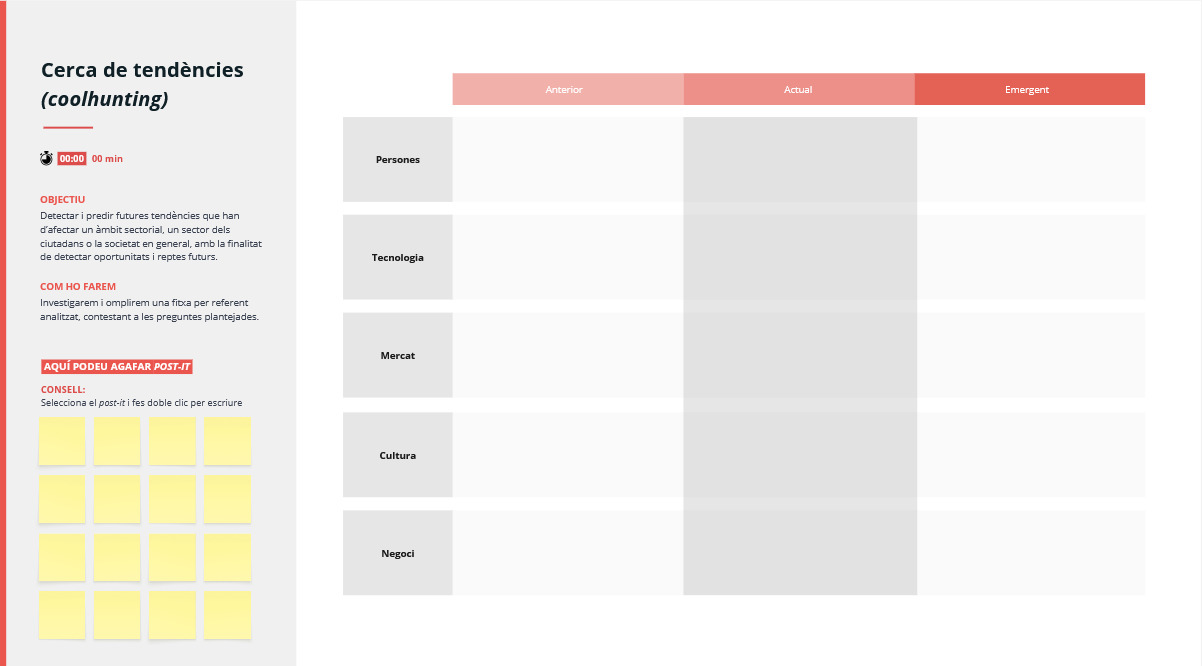 Cerca de tendències
(coolhunting)
00:00 00 min
OBJECTIU
Detectar i predir futures tendències que han
d'afectar un àmbit sectorial, un sector dels
ciutadans o la societat en general, amb la finalitat
de detectar oportunitats i reptes futurs.
COM HO FAREM
Investigarem i omplirem una fitxa per referent
analitzat, contestant a les preguntes plantejades.
AQUÍ PODEU AGAFAR POST-IT
CONSELL:
Selecciona el post-it i fes doble clic per escriure
Anterior Actual Emergent
Persones
Tecnologia
Mercat
Cultura
Negoci